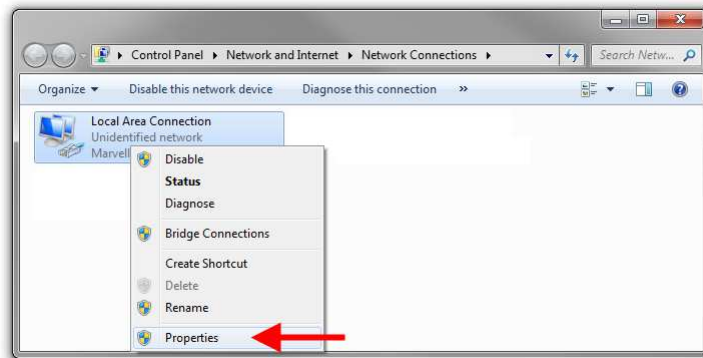 Control Panel Network and Internet Network Connections Search Netw...
Organize Disable this network device Diagnose this connection »
Local Area Connection
Unidentified network
Marvell
Disable
Status
Diagnose
Bridge Connections
Create Shortcut
Delete
Rename
Properties